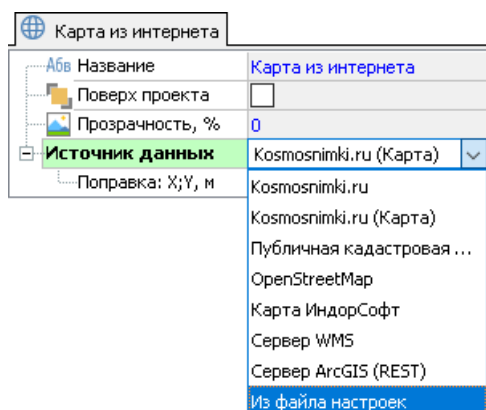 Карта из интернета
Абв Название Карта из интернета
Поверх проекта
Прозрачность, % 0
Источник данных Kosmosnimki.ru (Карта)
Поправка: X;Y, м
Kosmosnimki.ru
Kosmosnimki.ru (Карта)
Публичная кадастровая ...
OpenStreetMap
Карта ИндорСофт
Сервер WMS
Сервер ArcGIS (REST)
Из файла настроек